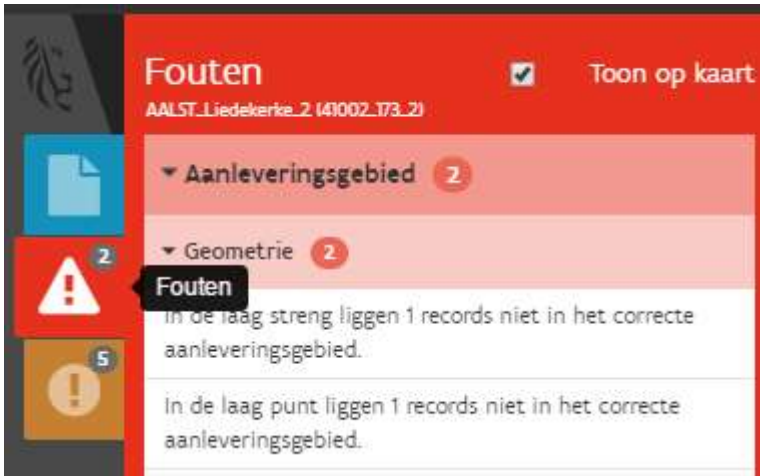 Fouten
Toon op kaart
AALST_Liedekerke_2 (41002_173_2)
Aanleveringsgebied 2
2
Geometrie 2
Fouten
In de laag streng liggen 1 records niet in het correcte
aanleveringsgebied.
5
In de laag punt liggen 1 records niet in het correcte
aanleveringsgebied.